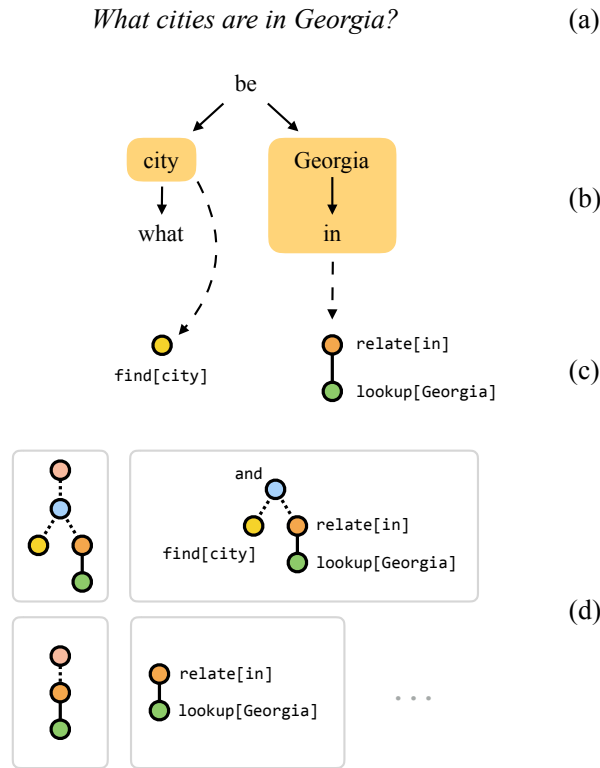 What cities are in Georgia?
(a)
be
city
Georgia
what
in
(b)
relate[in]
find[city]
lookup[Georgia]
(c)
and
relate[in]
find[city]
lookup[Georgia]
(d)
relate[in]
lookup[Georgia]
...